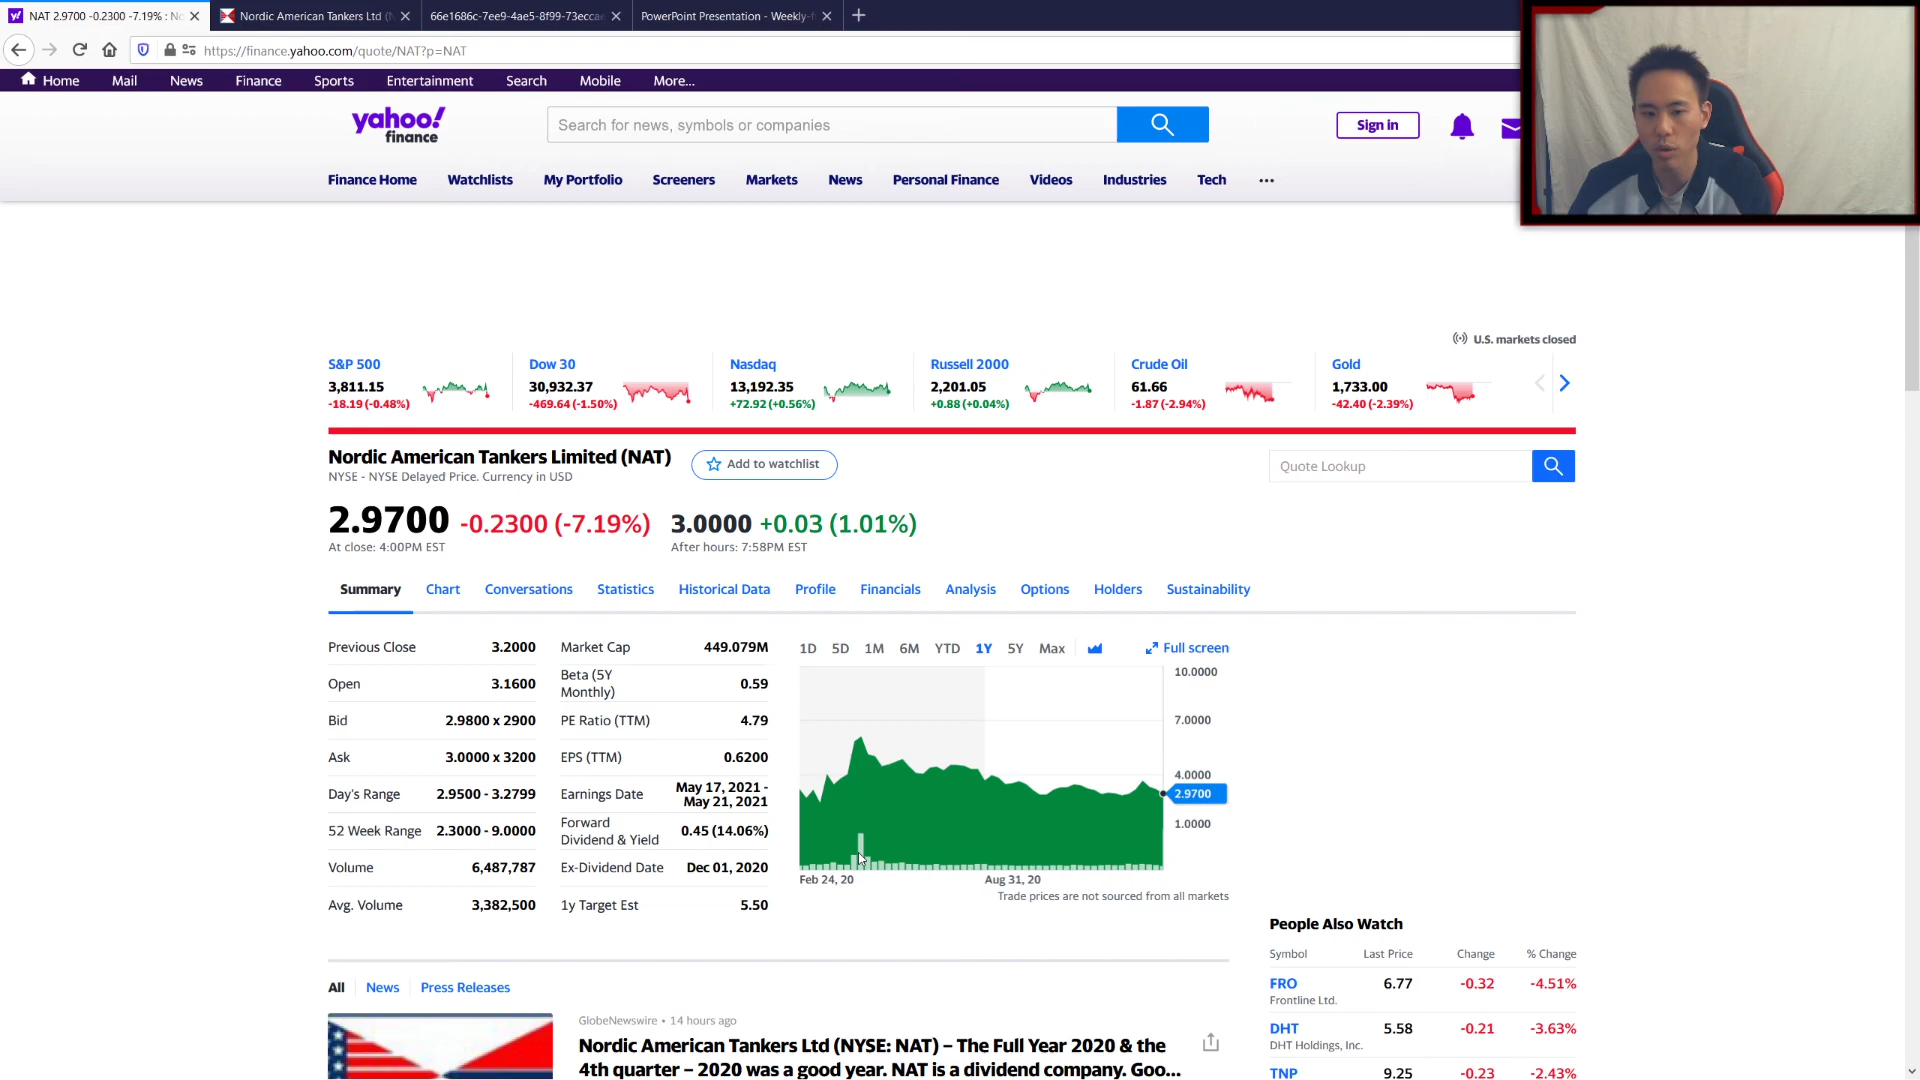 NAT 2.9700 -0.2300 -7.19% : No
Nordic American Tankers Ltd (N
66e1686c-7ee9-4ae5-8f99-73eccae
PowerPoint Presentation - Weekly-f
https://finance.yahoo.com/quote/NAT?p=NAT
Home Mail News Finance Sports Entertainment Search Mobile More...
yahoo!
finance
Search for news, symbols or companies
Sign in
Finance Home Watchlists My Portfolio Screeners Markets News Personal Finance Videos Industries Tech ...
U.S. markets closed
S&P 500 Dow 30 Nasdaq Russell 2000 Crude Oil Gold
3,811.15 30,932.37 13,192.35 2,201.05 61.66 1,733.00
-18.19 (-0.48%) -469.64 (-1.50%) +72.92 (+0.56%) +0.88 (+0.04%) -1.87 (-2.94%) -42.40 (-2.39%)
Nordic American Tankers Limited (NAT)
Add to watchlist
Quote Lookup
NYSE - NYSE Delayed Price. Currency in USD
2.9700 -0.2300 (-7.19%) 3.0000 +0.03 (1.01%)
At close: 4:00PM EST After hours: 7:58PM EST
Summary Chart Conversations Statistics Historical Data Profile Financials Analysis Options Holders Sustainability
Previous Close 3.2000
Open 3.1600
Bid 2.9800 x 2900
Ask 3.0000 x 3200
Day's Range 2.9500 - 3.2799
52 Week Range 2.3000 - 9.0000
Volume 6,487,787
Avg. Volume 3,382,500
Market Cap 449.079M
Beta (5Y
Monthly) 0.59
PE Ratio (TTM) 4.79
EPS (TTM) 0.6200
Earnings Date May 17, 2021 -
May 21, 2021
Forward
Dividend & Yield 0.45 (14.06%)
Ex-Dividend Date Dec 01, 2020
1y Target Est 5.50
1D 5D 1M 6M YTD 1Y 5Y Max Full screen
10.0000
7.0000
4.0000
2.9700
1.0000
Feb 24, 20 Aug 31, 20
Trade prices are not sourced from all markets
All News Press Releases
GlobeNewswire • 14 hours ago
Nordic American Tankers Ltd (NYSE: NAT) – The Full Year 2020 & the
4th quarter – 2020 was a good year. NAT is a dividend company. Goo...
People Also Watch
Symbol Last Price Change % Change
FRO 6.77 -0.32 -4.51%
Frontline Ltd.
DHT 5.58 -0.21 -3.63%
DHT Holdings, Inc.
TNP 9.25 -0.23 -2.43%